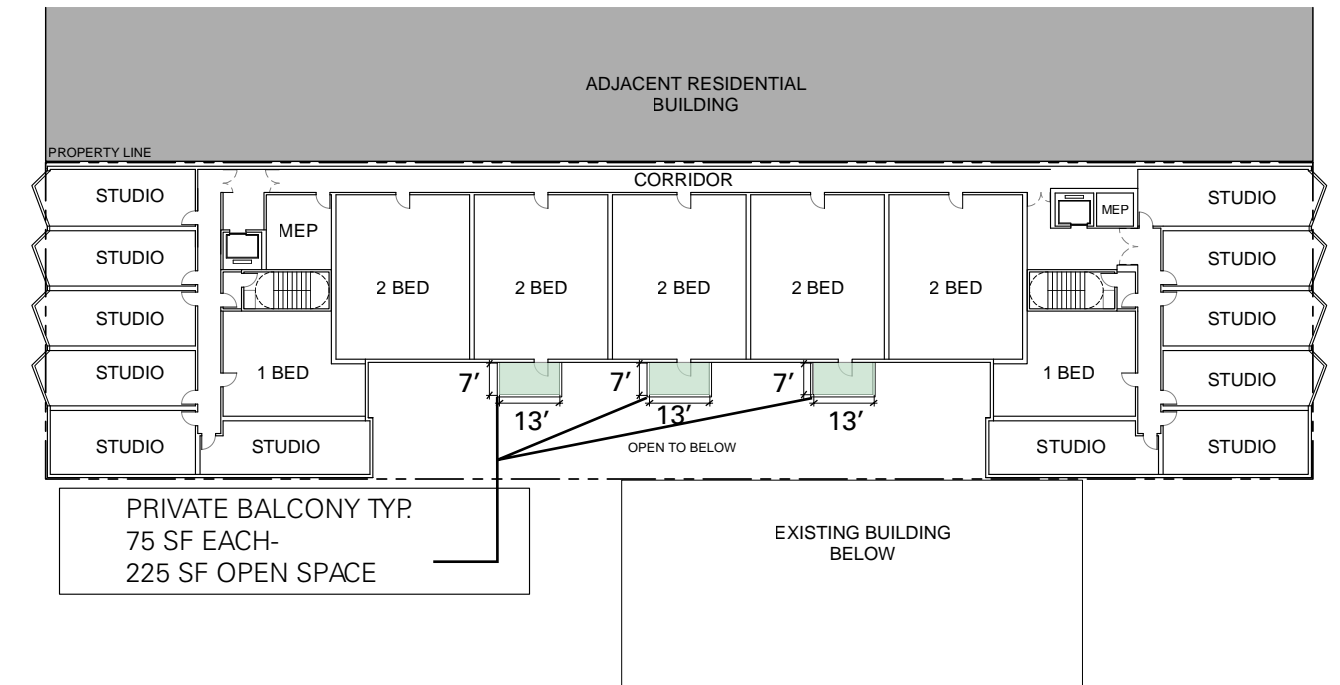 ADJACENT RESIDENTIAL
BUILDING
PROPERTY LINE
CORRIDOR
STUDIO
STUDIO
MEP
MEP
STUDIO
STUDIO
2 BED
2 BED
2 BED
2 BED
2 BED
STUDIO
STUDIO
STUDIO
1 BED
1 BED
STUDIO
7’
7’
7’
13’
13’
13’
STUDIO
STUDIO
OPEN TO BELOW
STUDIO
STUDIO
PRIVATE BALCONY TYP.
75 SF EACH-
225 SF OPEN SPACE
EXISTING BUILDING
BELOW